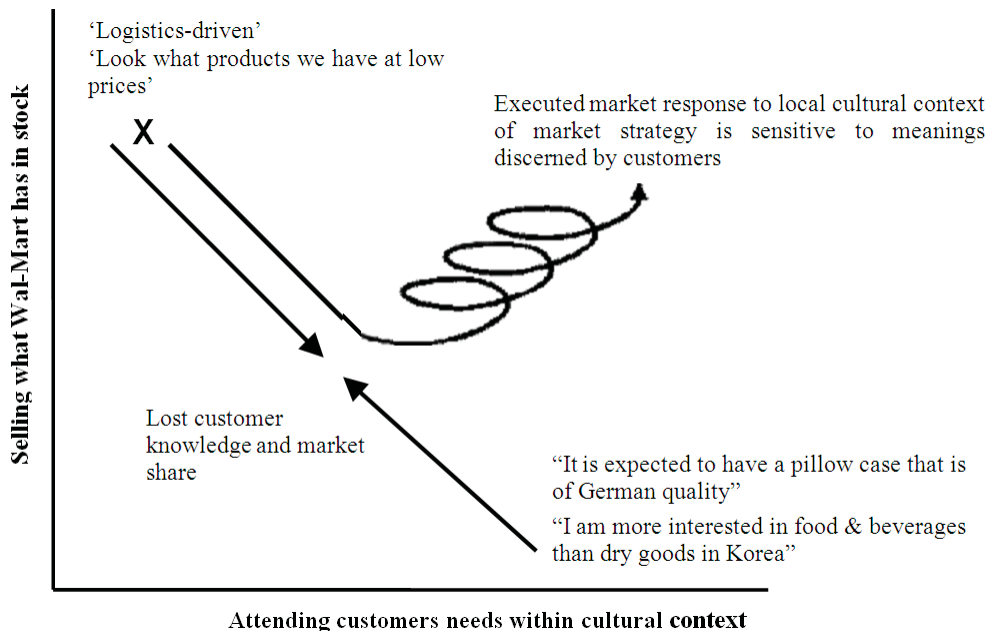 ‘Logistics-driven’
‘Look what products we have at low
prices’
X
Executed market response to local cultural context
of market strategy is sensitive to meanings
discerned by customers
Selling what Wal-Mart has in stock
Lost customer
knowledge and market
share
“It is expected to have a pillow case that is
of German quality”
“I am more interested in food & beverages
than dry goods in Korea”
Attending customers needs within cultural context